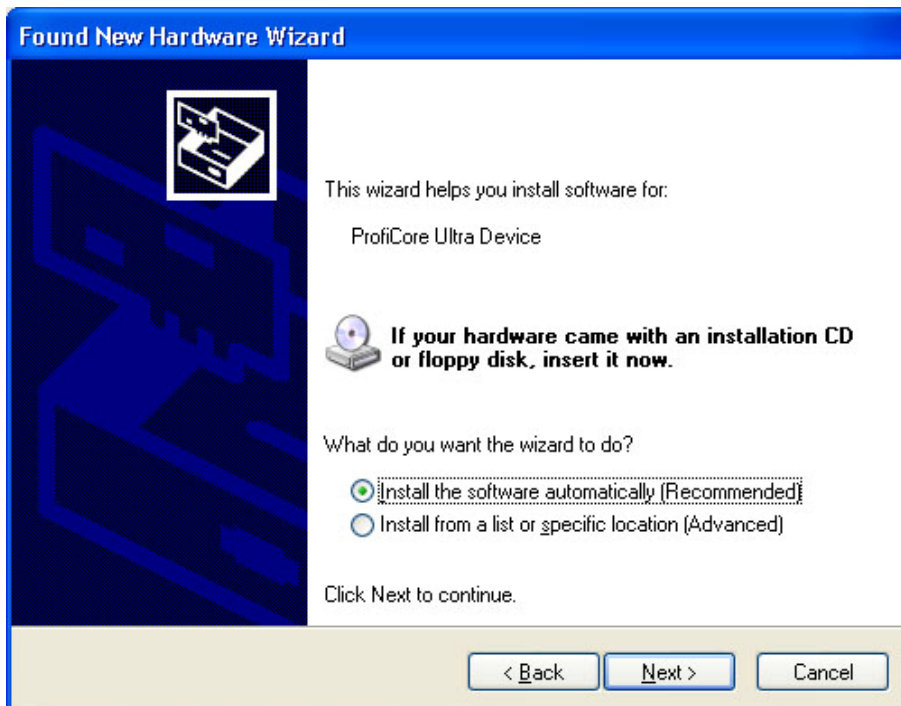 Found New Hardware Wizard
This wizard helps you install software for:
ProfiCore Ultra Device
If your hardware came with an installation CD
or floppy disk, insert it now.
What do you want the wizard to do?
Install the software automatically (Recommended)
Install from a list or specific location (Advanced)
Click Next to continue.
< Back Next > Cancel